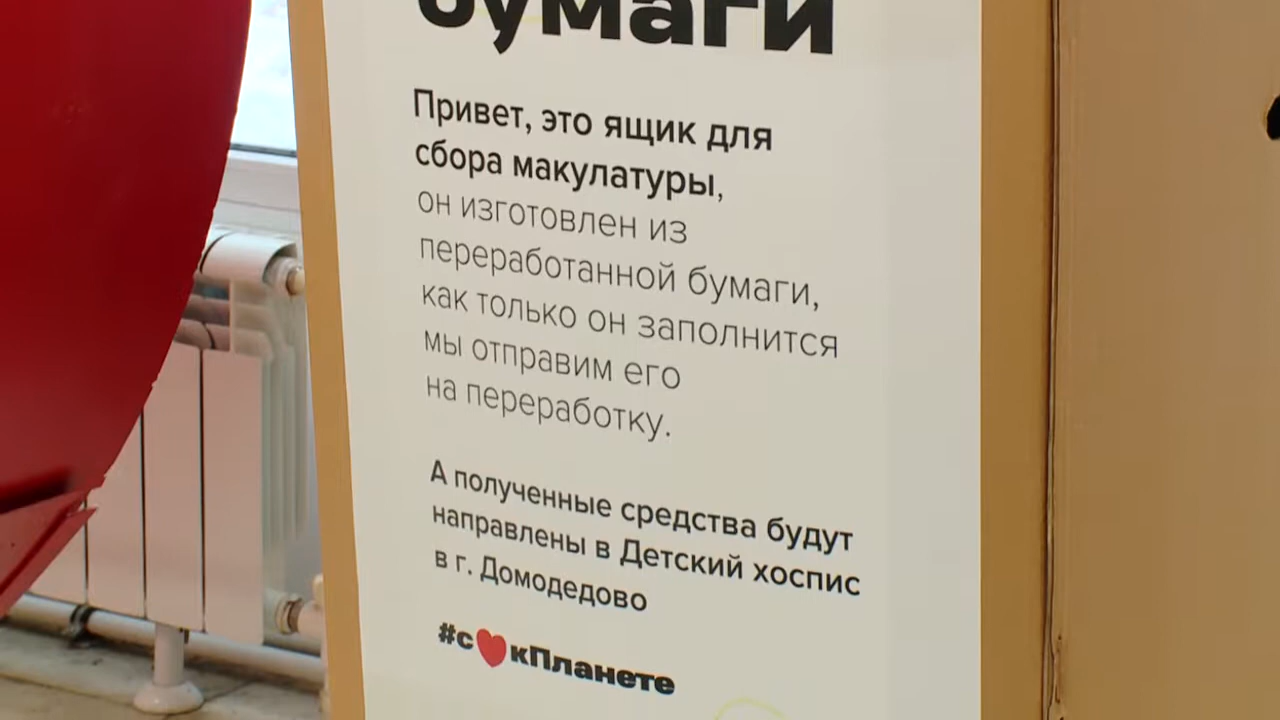 бумаги
Привет, это ящик для
сбора макулатуры,
он изготовлен из
переработанной бумаги,
как только он заполнится
мы отправим его
на переработку.
А полученные средства будут
направлены в Детский хоспис
в г. Домодедово
#с❤кПланете